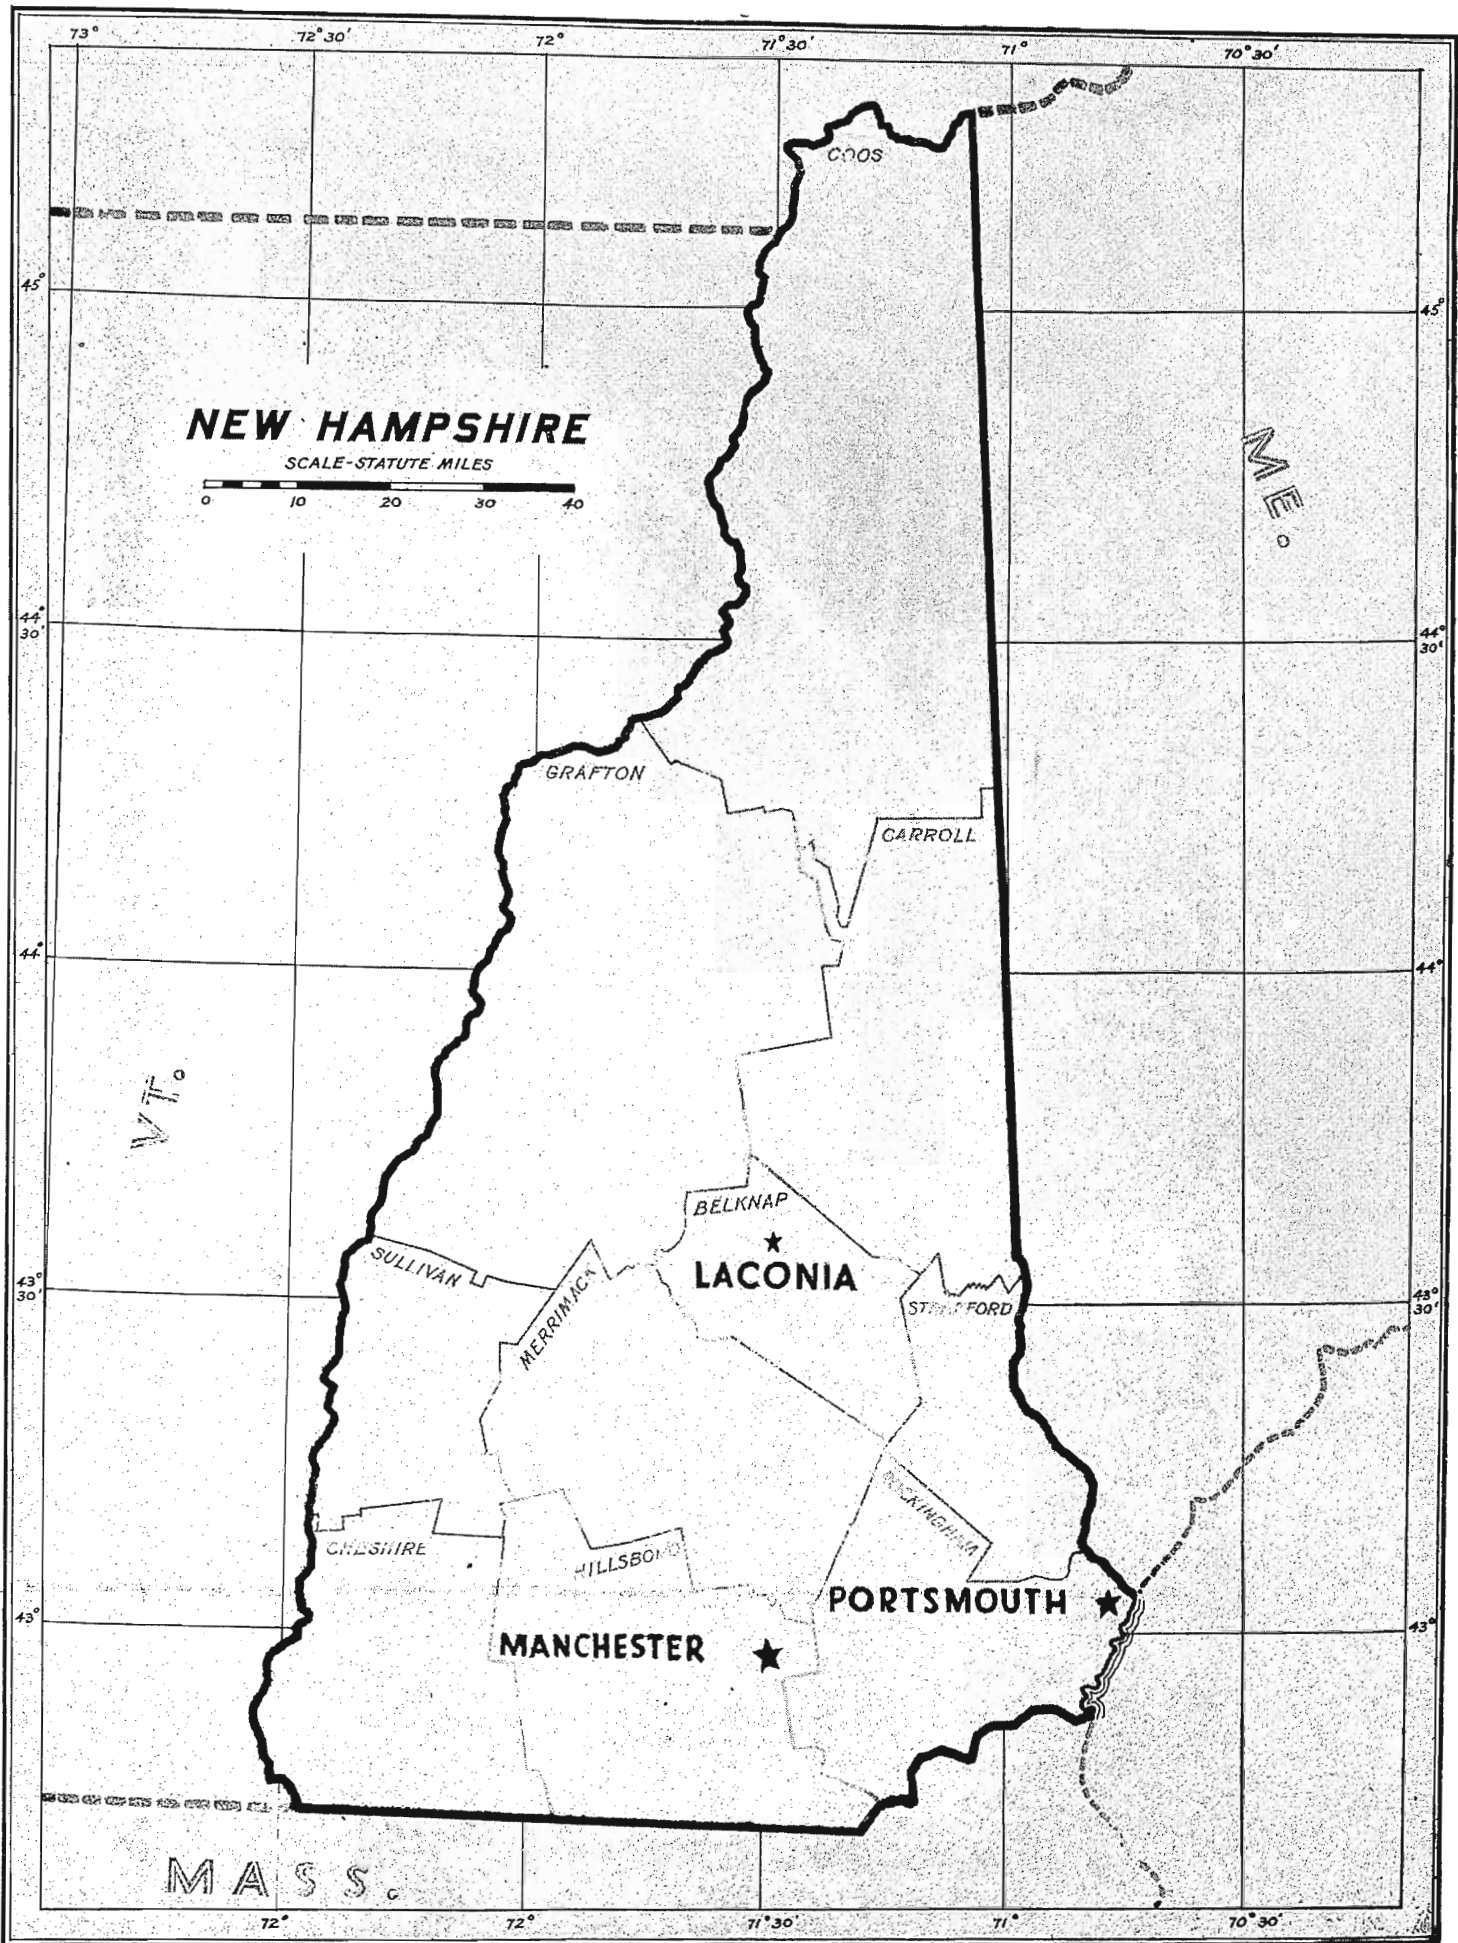 73° 72°30' 72° 71°30' 71° 70°30'
COOS
45° 45°
NEW HAMPSHIRE
SCALE-STATUTE MILES
0 10 20 30 40
ME.
44° 44°
30' 30'
GRAFTON
CARROLL
44° 44°
VT.
BELKNAP
LACONIA
SULLIVAN
MERRIMACK
43° 43°
30' 30'
STRAFFORD
ROCKINGHAM
CHESHIRE
HILLSBORO
PORTSMOUTH
43° 43°
MANCHESTER
MASS.
72° 72° 71°30' 71° 70°30'